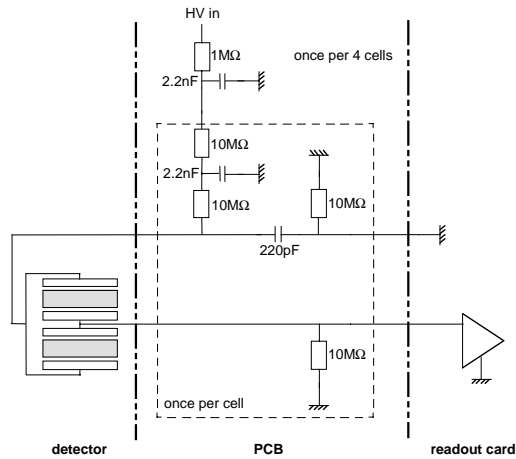 HV in
1MΩ
once per 4 cells
2.2nF
10MΩ
2.2nF
10MΩ
10MΩ
220pF
10MΩ
once per cell
detector
PCB
readout card